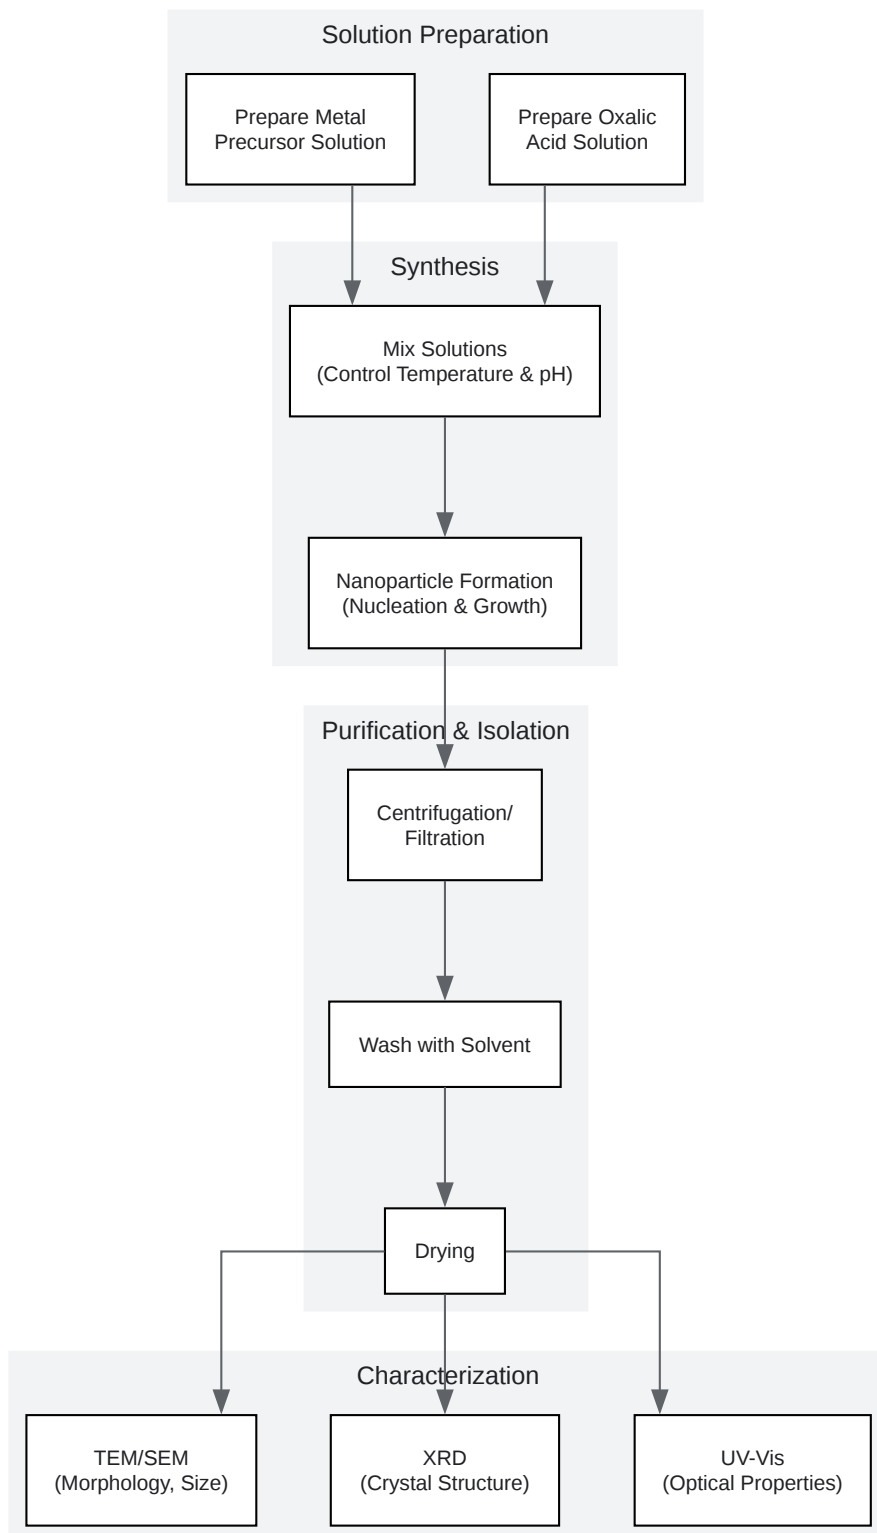 Solution Preparation
Prepare Metal
Precursor Solution
Prepare Oxalic
Acid Solution
Synthesis
Mix Solutions
(Control Temperature & pH)
Nanoparticle Formation
(Nucleation & Growth)
Purification & Isolation
Centrifugation/
Filtration
Wash with Solvent
Drying
Characterization
TEM/SEM
(Morphology, Size)
XRD
(Crystal Structure)
UV-Vis
(Optical Properties)